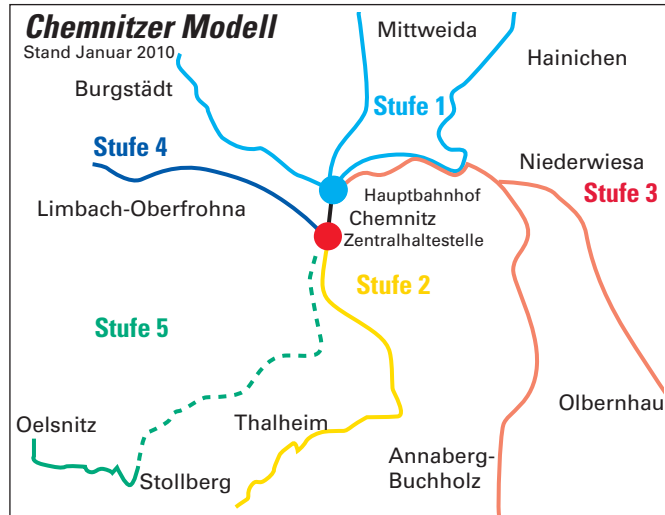 Chemnitzer Modell
Stand Januar 2010
Mittweida
Hainichen
Burgstädt
Stufe 1
Stufe 4
Niederwiesa
Stufe 3
Limbach-Oberfrohna
Hauptbahnhof
Chemnitz
Zentralhaltestelle
Stufe 2
Stufe 5
Olbernhau
Oelsnitz
Thalheim
Annaberg-
Buchholz
Stollberg